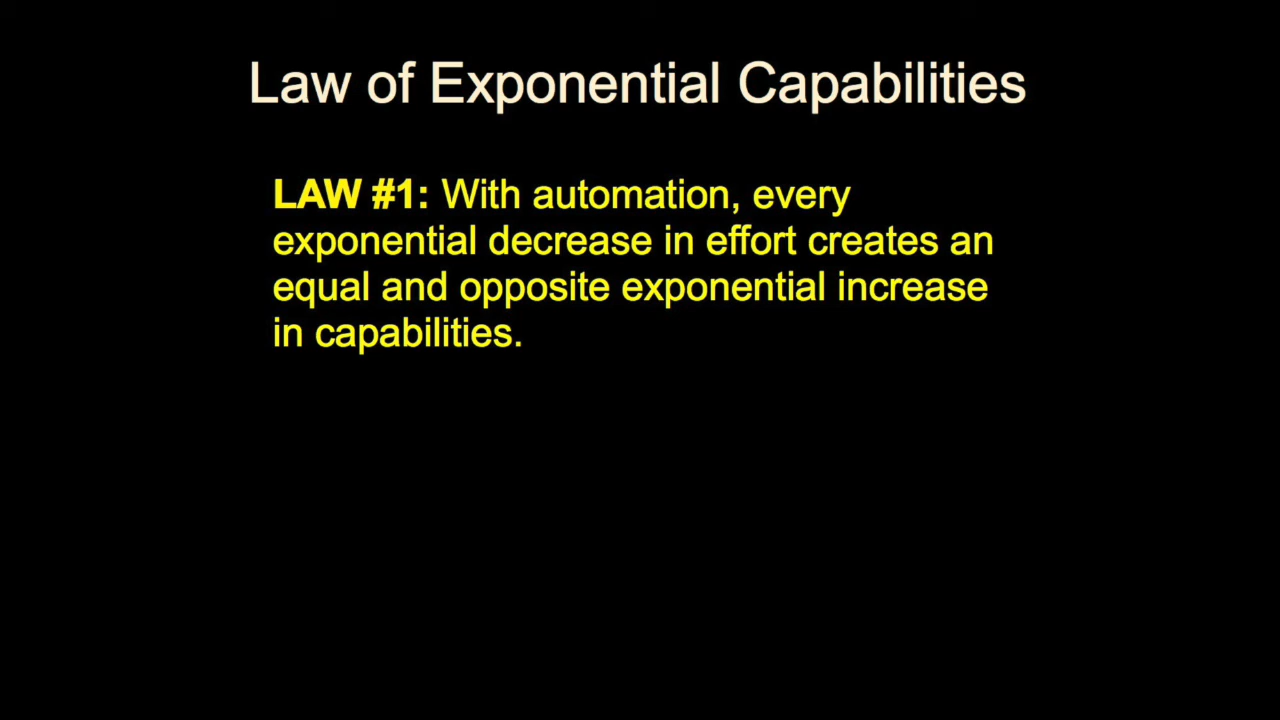 Law of Exponential Capabilities
LAW #1: With automation, every
exponential decrease in effort creates an
equal and opposite exponential increase
in capabilities.